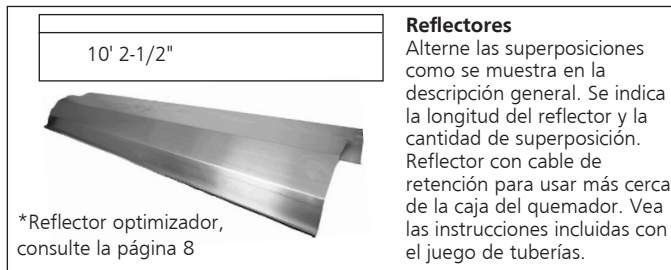 10' 2-1/2"
*Reflector optimizador,
consulte la página 8
Reflectores
Alterne las superposiciones
como se muestra en la
descripción general. Se indica
la longitud del reflector y la
cantidad de superposición.
Reflector con cable de
retención para usar más cerca
de la caja del quemador. Vea
las instrucciones incluidas con
el juego de tuberías.